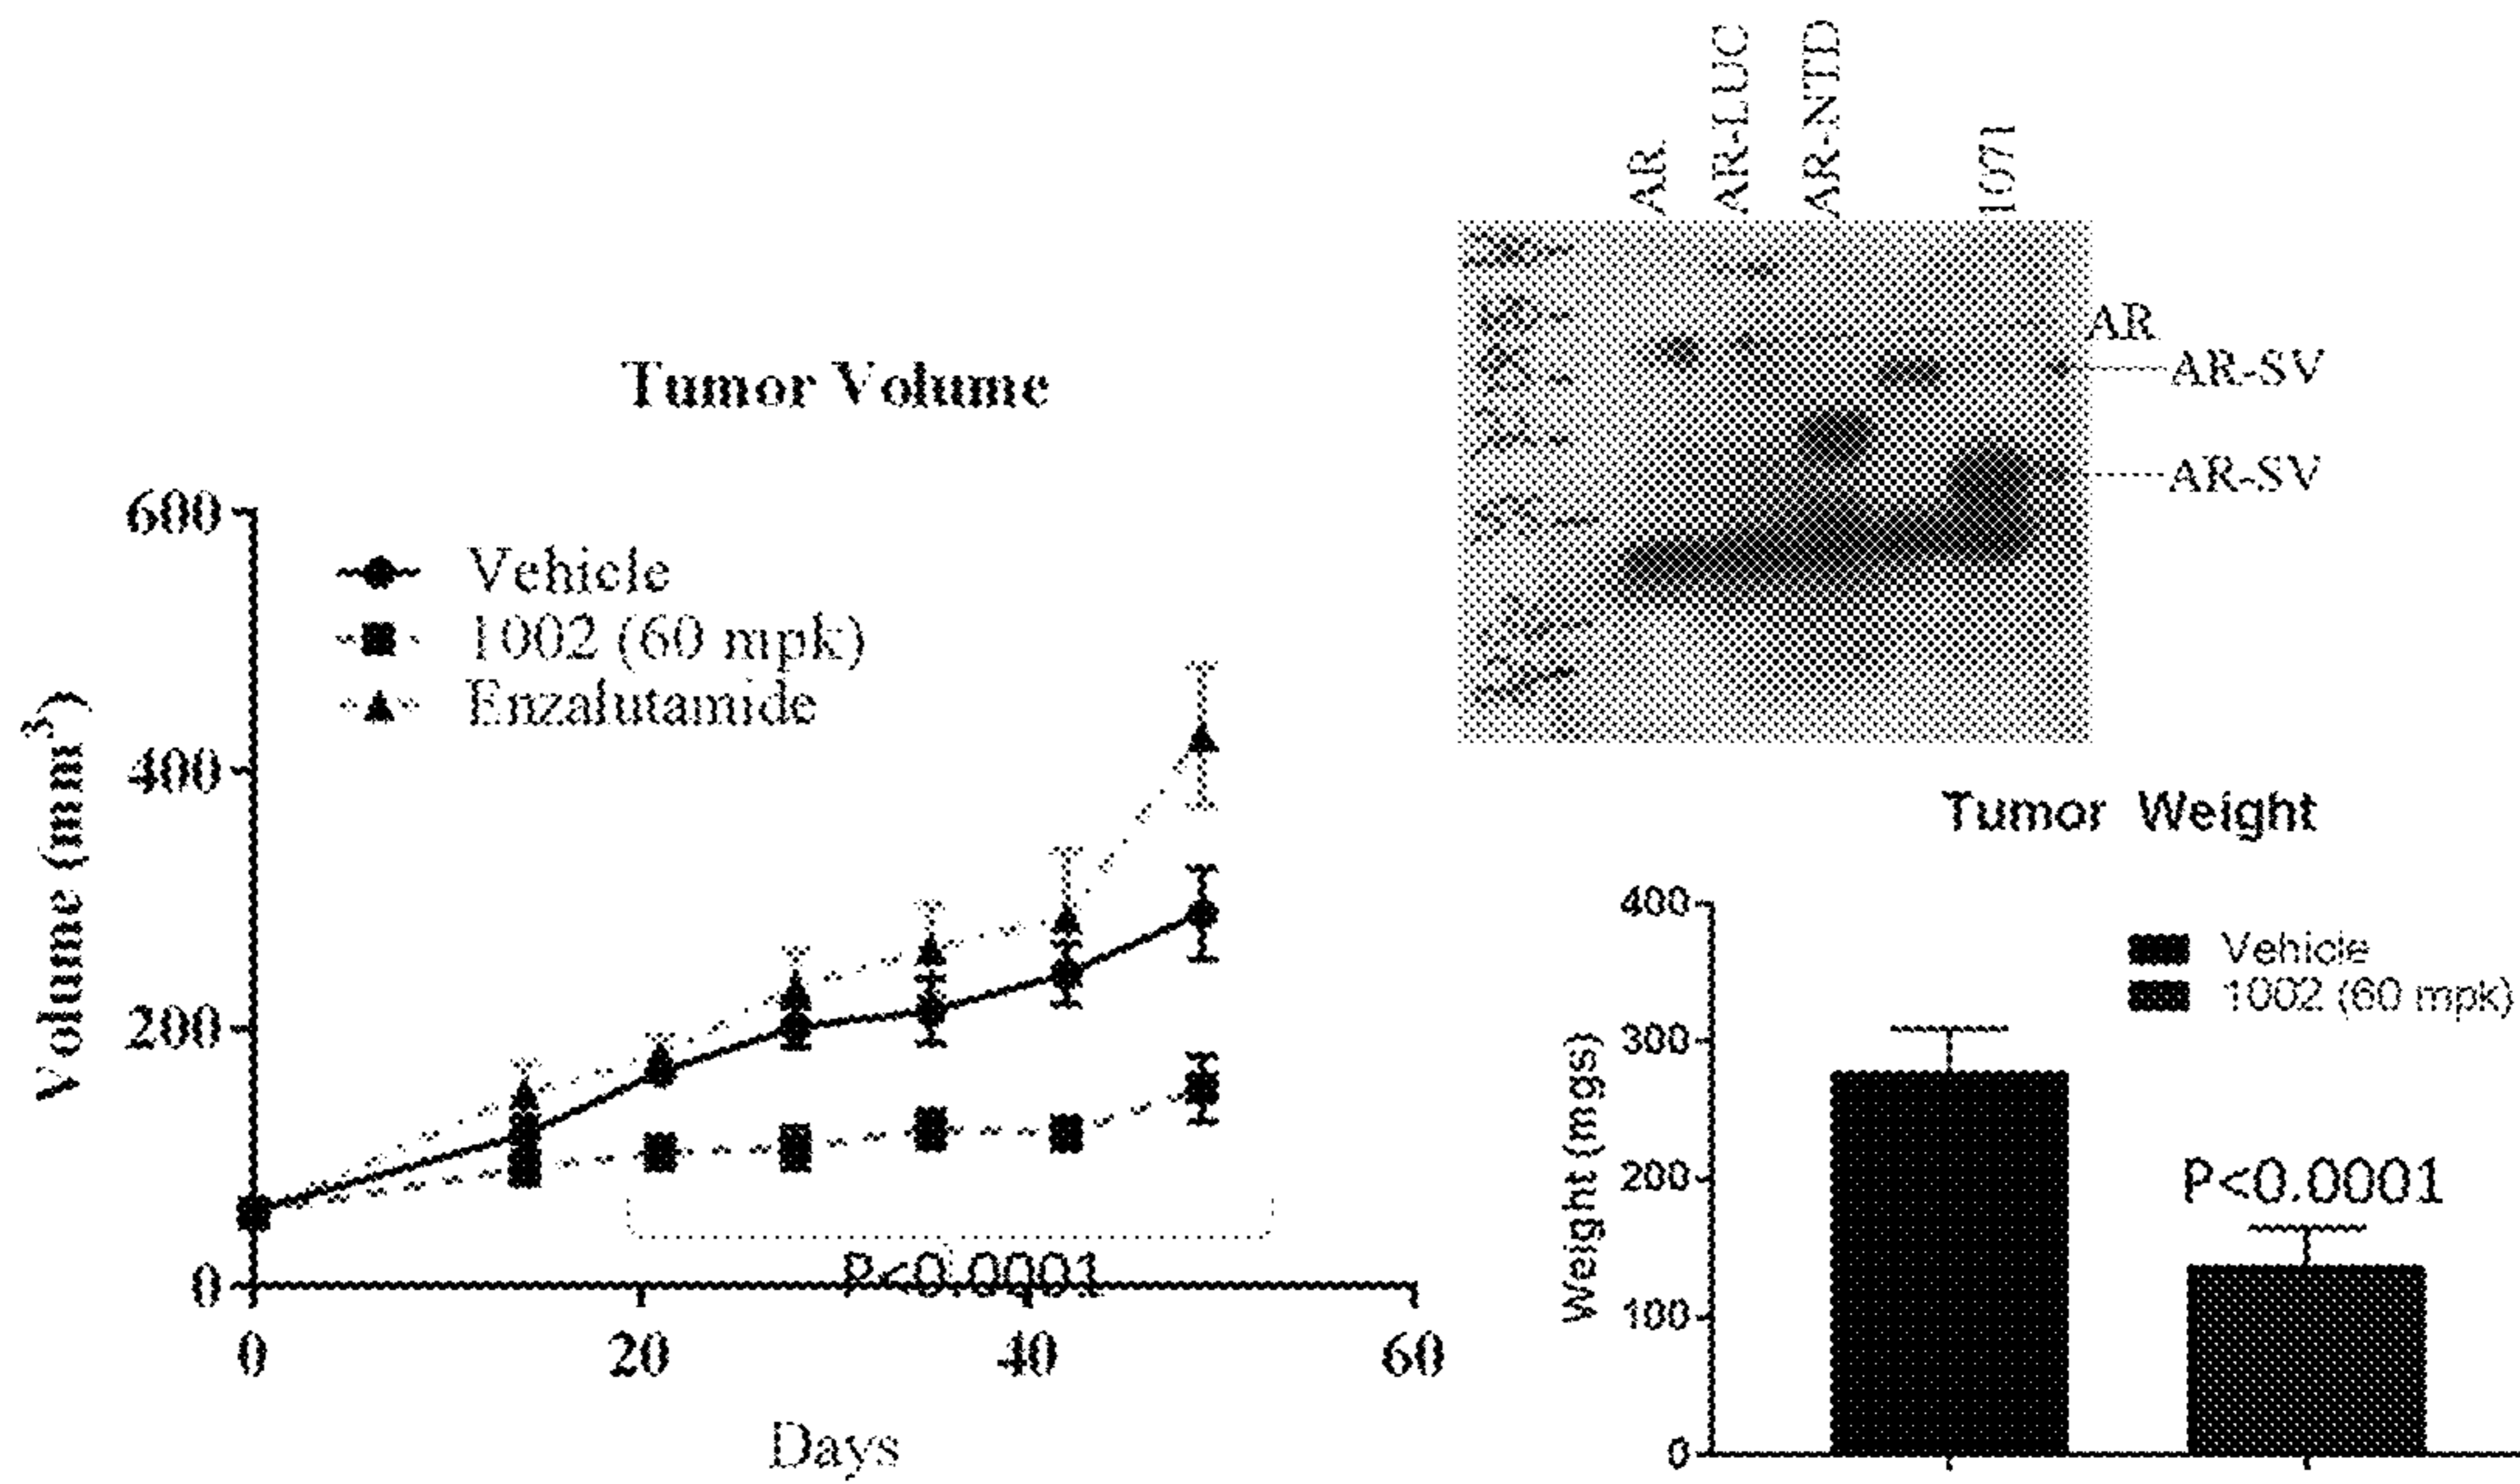 Tumor Volume
Volume (mm³)
600
400
200
0
0
20
40
60
Days
Vehicle
1002 (60 mpk)
Enzalutamide
P<0.0001
AR
AR-LUC
AR-NTD
1071
AR
AR-SV
AR-SV
Tumor Weight
Weight (mgs)
400
300
200
100
0
Vehicle
1002 (60 mpk)
P<0.0001